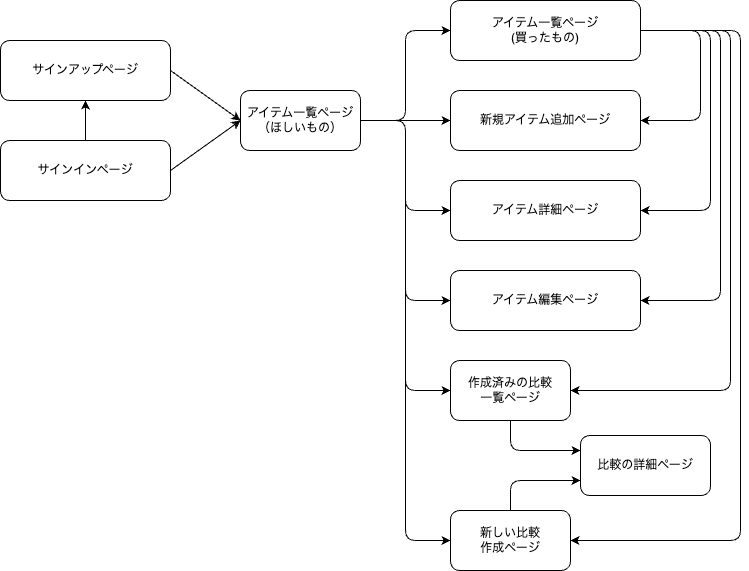 サインアップページ
サインインページ
アイテム一覧ページ
（ほしいもの）
アイテム一覧ページ
(買ったもの)
新規アイテム追加ページ
アイテム詳細ページ
アイテム編集ページ
作成済みの比較
一覧ページ
比較の詳細ページ
新しい比較
作成ページ